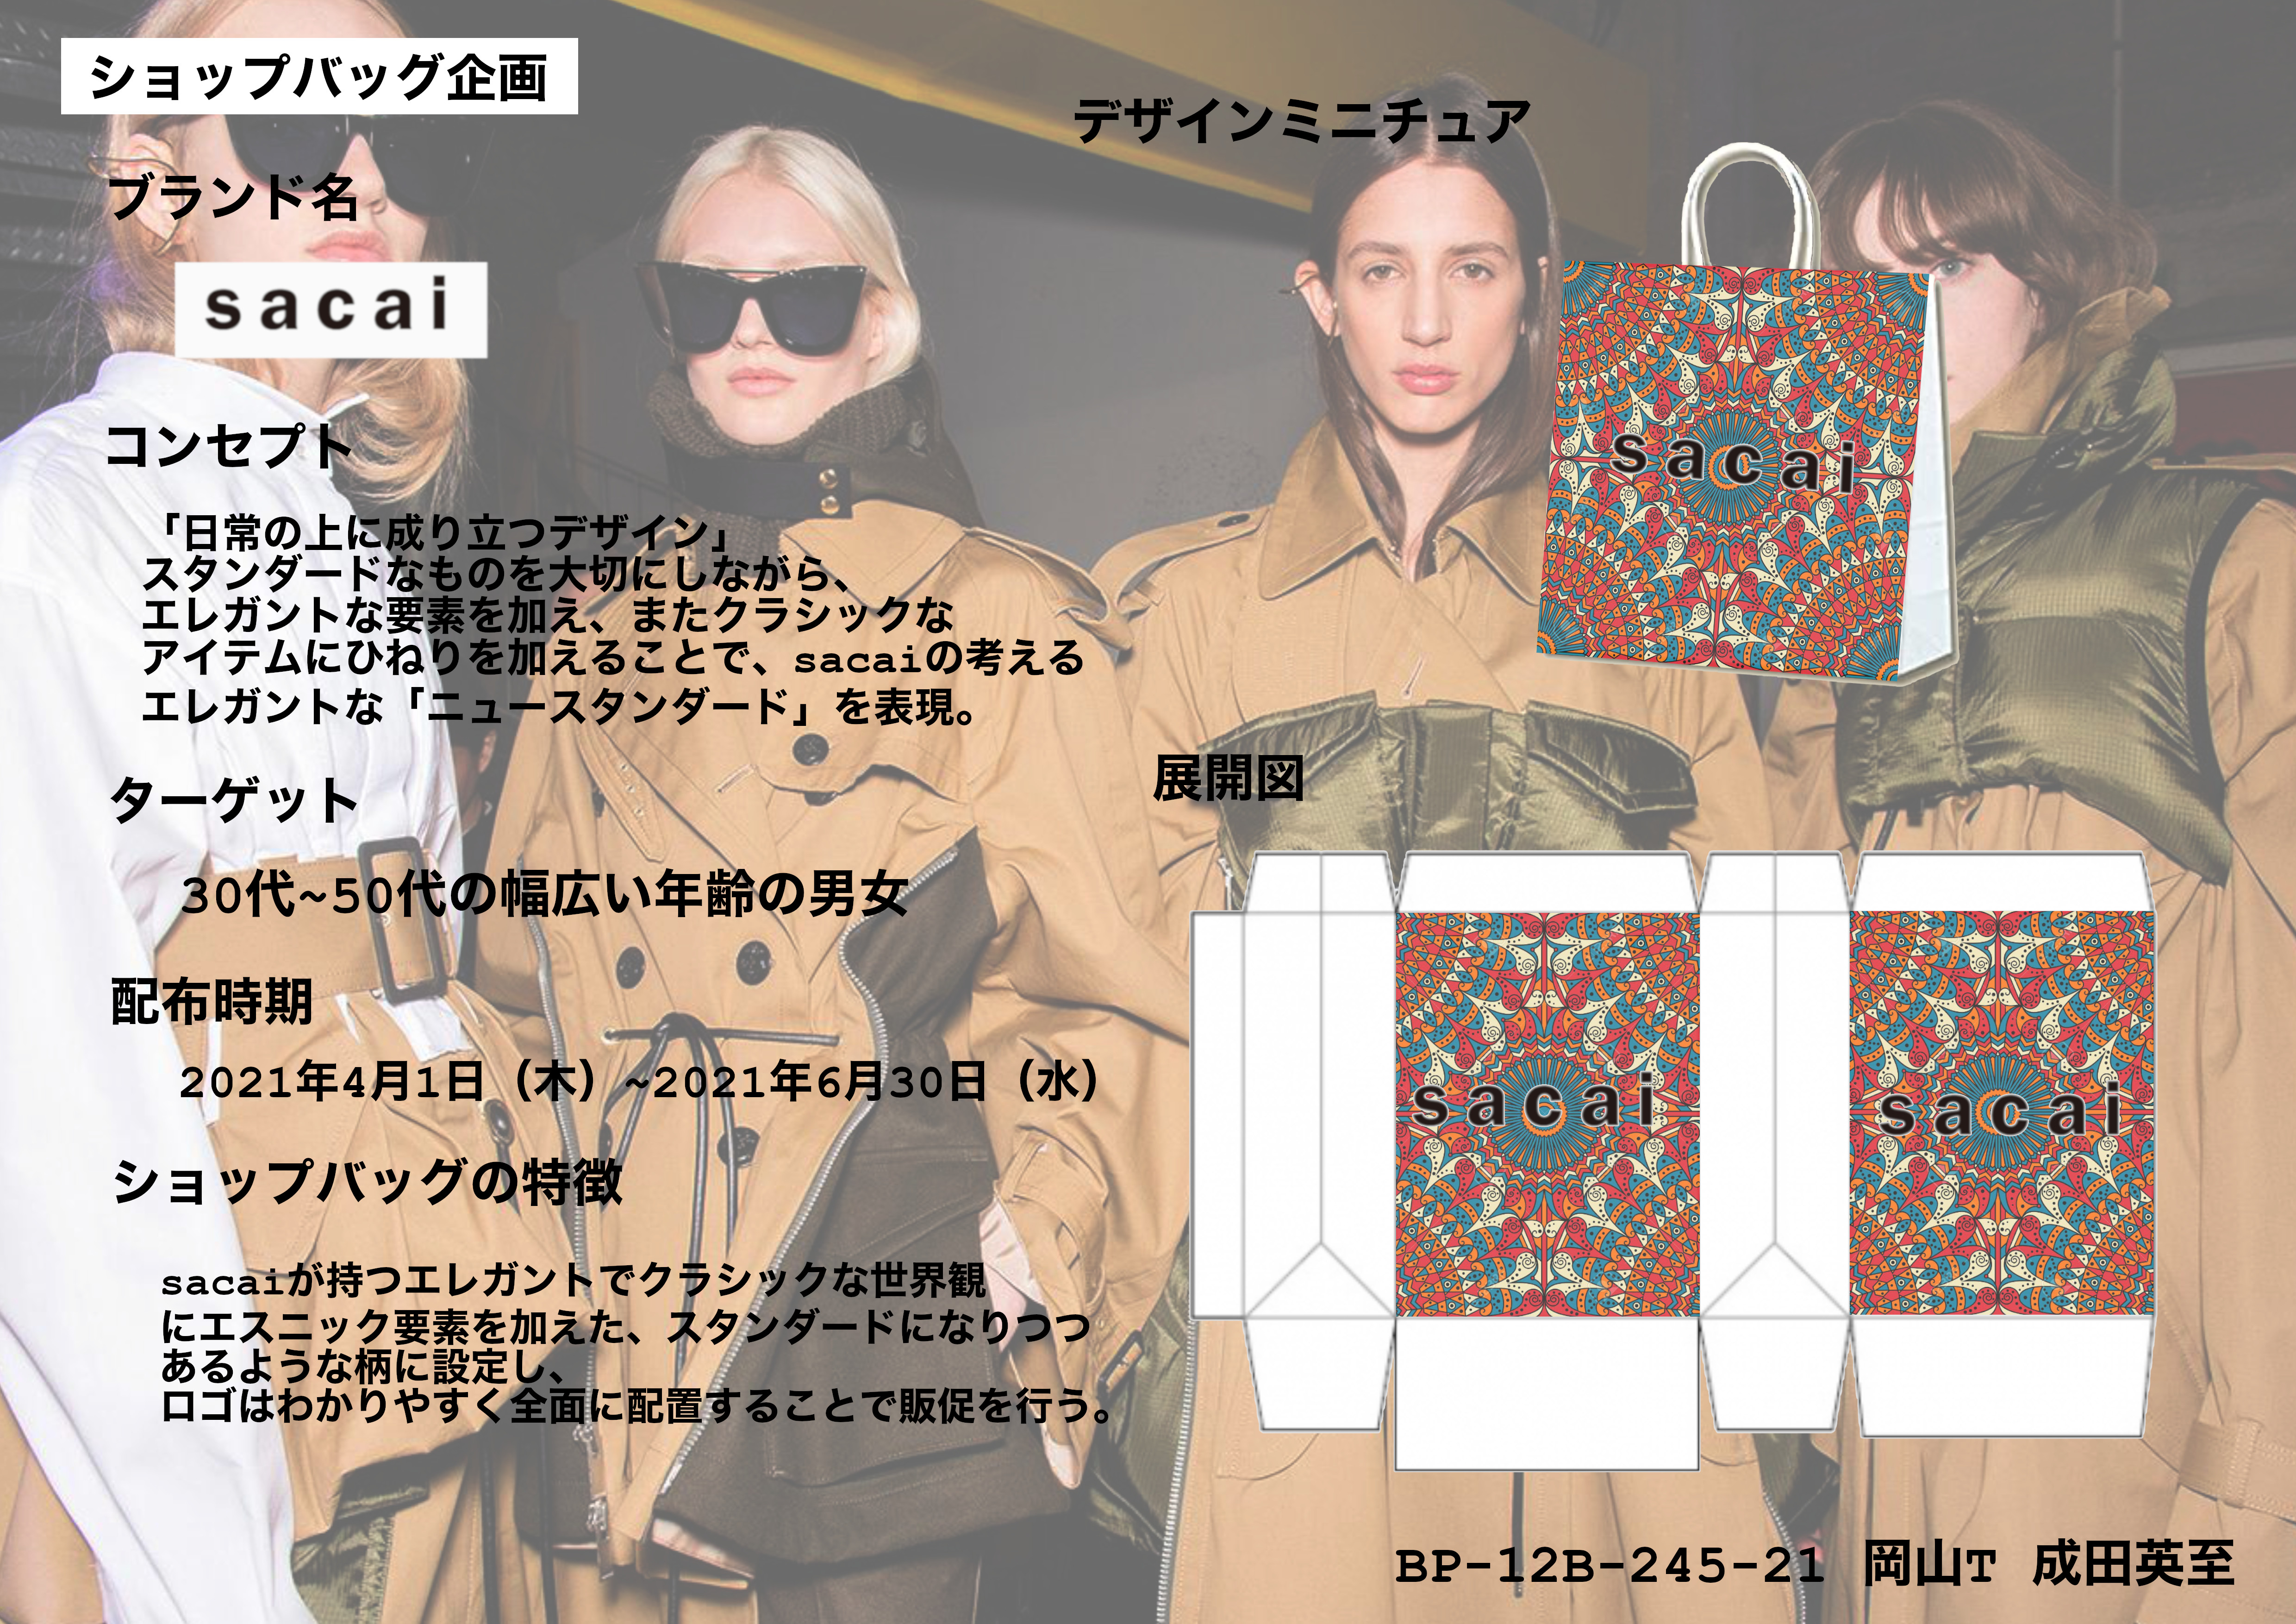 ショップバッグ企画
ブランド名
sacai
コンセプト
「日常の上に成り立つデザイン」
スタンダードなものを大切にしながら、
エレガントな要素を加え、またクラシックな
アイテムにひねりを加えることで、sacaiの考える
エレガントな「ニュースタンダード」を表現。
ターゲット
30代~50代の幅広い年齢の男女
配布時期
2021年4月1日（木）~2021年6月30日（水）
ショップバッグの特徴
sacaiが持つエレガントでクラシックな世界観
にエスニック要素を加えた、スタンダードになりつつ
あるような柄に設定し、
ロゴはわかりやすく全面に配置することで販促を行う。
デザインミニチュア
sacai
展開図
sacai
sacai
BP-12B-245-21 岡山T 成田英至